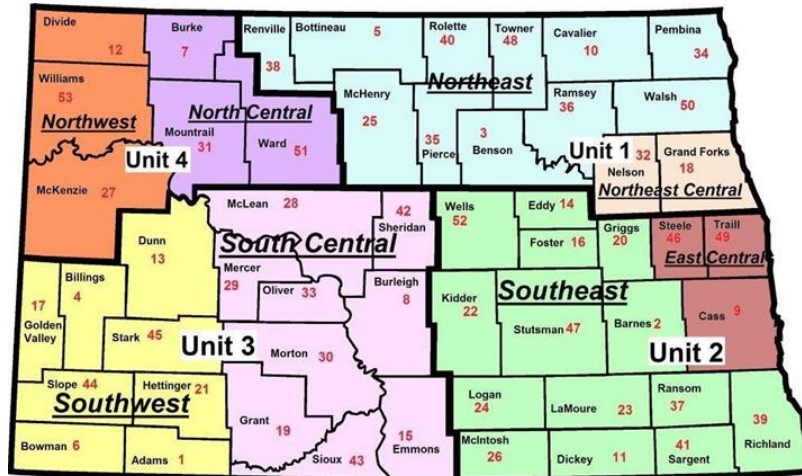 Divide
12
Burke
7
Renville
38
Bottineau
5
Rolette
40
Towner
48
Cavalier
10
Pembina
34
Williams
53
Northwest
North Central
McHenry
25
Northeast
Ramsey
36
Walsh
50
Mountrail
31
Ward
51
35
Pierce
3
Benson
Unit 4
Unit 1
32
Nelson
Grand Forks
18
Northeast Central
McKenzie
27
McLean
28
42
Sheridan
Wells
52
Eddy 14
Foster 16
Griggs
20
Steele
46
Traill
49
East Central
Dunn
13
South Central
Mercer
29
Oliver 33
Burleigh
8
Billings
4
17
Golden
Valley
Kidder
22
Southeast
Stutsman 47
Barnes 2
Cass 9
Stark 45
Unit 3
Morton
30
Unit 2
Slope 44
Hettinger
21
Southwest
Grant
19
Logan
24
LaMoure
23
Ransom
37
39
Richland
Bowman 6
Adams 1
Sioux 43
15
Emmons
McIntosh
26
Dickey 11
41
Sargent